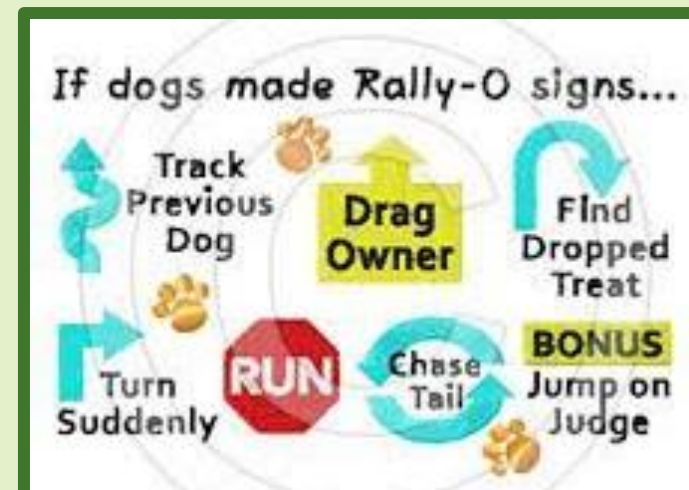 If dogs made Rally-O signs...
Track
Previous
Dog
Drag
Owner
Find
Dropped
Treat
Turn
Suddenly
RUN
Chase
Tail
BONUS
Jump on
Judge